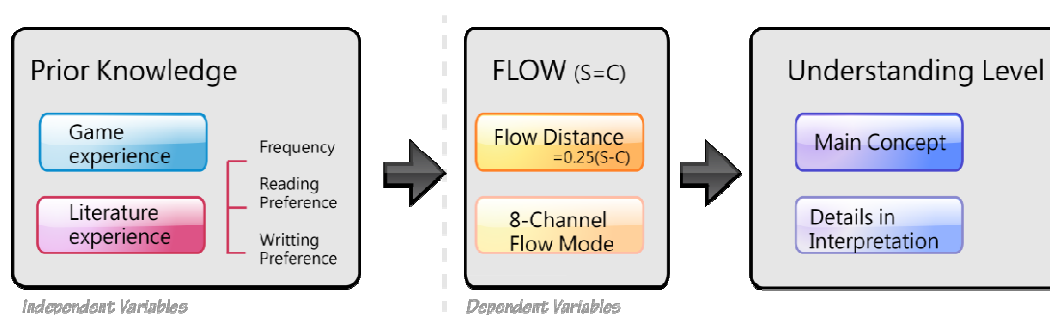 Prior Knowledge
Game
experience
Literature
experience
Frequency
Reading
Preference
Writting
Preference
Independent Variables
FLOW (S=C)
Flow Distance
=0.25(S-C)
8-Channel
Flow Mode
Dependent Variables
Understanding Level
Main Concept
Details in
Interpretation